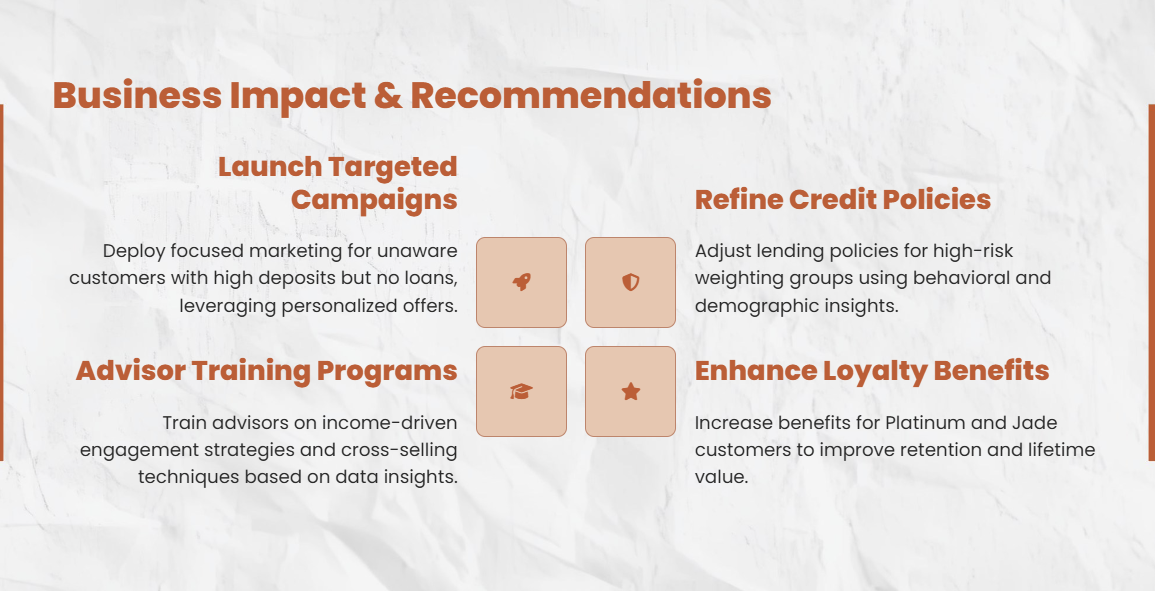 Business Impact & Recommendations
Launch Targeted
Campaigns
Deploy focused marketing for unaware
customers with high deposits but no loans,
leveraging personalized offers.
Refine Credit Policies
Adjust lending policies for high-risk
weighting groups using behavioral and
demographic insights.
Advisor Training Programs
Train advisors on income-driven
engagement strategies and cross-selling
techniques based on data insights.
Enhance Loyalty Benefits
Increase benefits for Platinum and Jade
customers to improve retention and lifetime
value.